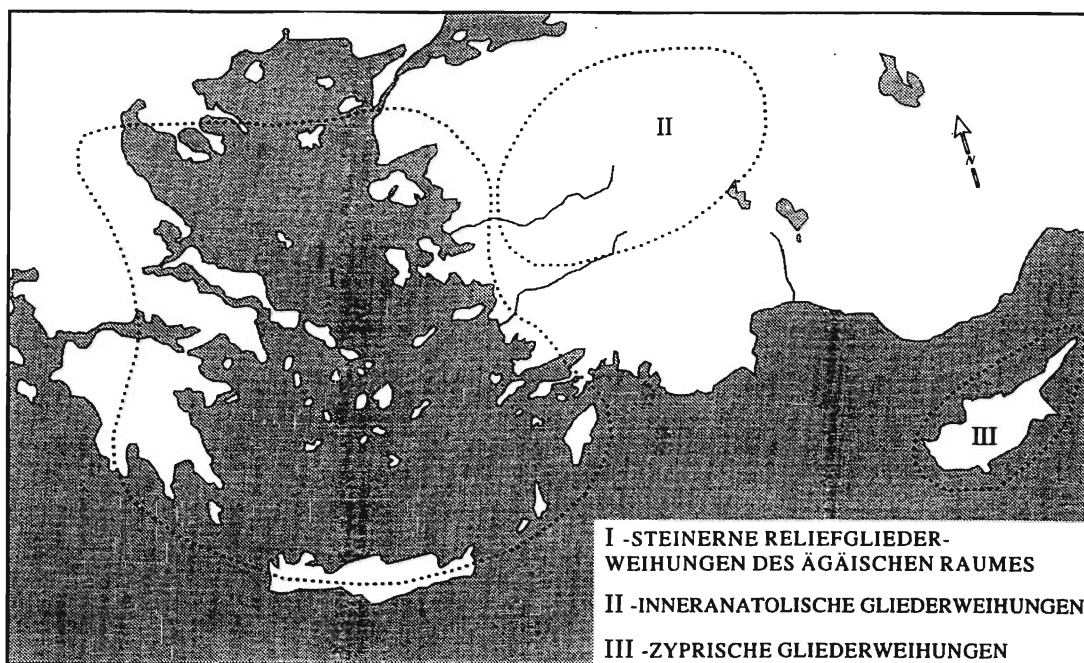 II
N
I
III
I -STEINERNE RELIEFGLIEDER-
WEIHUNGEN DES ÄGÄISCHEN RAUMES
II -INNERANATOLISCHE GLIEDERWEIHUNGEN
III -ZYPRISCHE GLIEDERWEIHUNGEN